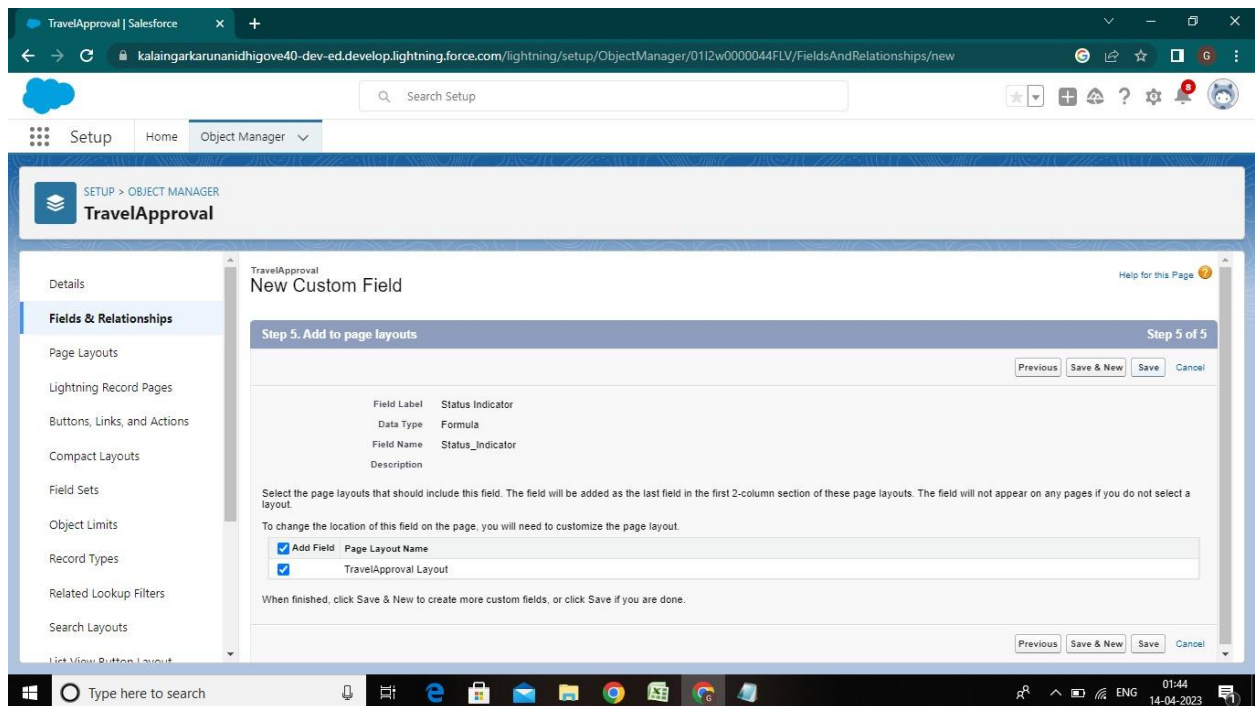 TravelApproval | Salesforce
kalaingarkarunanidhigove40-dev-ed.develop.lightning.force.com/lightning/setup/ObjectManager/01I2w0000044FLV/FieldsAndRelationships/new
G
Search Setup
8
Setup Home Object Manager
SETUP > OBJECT MANAGER
TravelApproval
Details
Fields & Relationships
Page Layouts
Lightning Record Pages
Buttons, Links, and Actions
Compact Layouts
Field Sets
Object Limits
Record Types
Related Lookup Filters
Search Layouts
List View Button Layout
TravelApproval
New Custom Field
Help for this Page
Step 5. Add to page layouts Step 5 of 5
Previous Save & New Save Cancel
Field Label Status Indicator
Data Type Formula
Field Name Status_Indicator
Description
Select the page layouts that should include this field. The field will be added as the last field in the first 2-column section of these page layouts. The field will not appear on any pages if you do not select a
layout.
To change the location of this field on the page, you will need to customize the page layout.
Add Field Page Layout Name
TravelApproval Layout
When finished, click Save & New to create more custom fields, or click Save if you are done.
Previous Save & New Save Cancel
Type here to search
ENG
01:44
14-04-2023
1